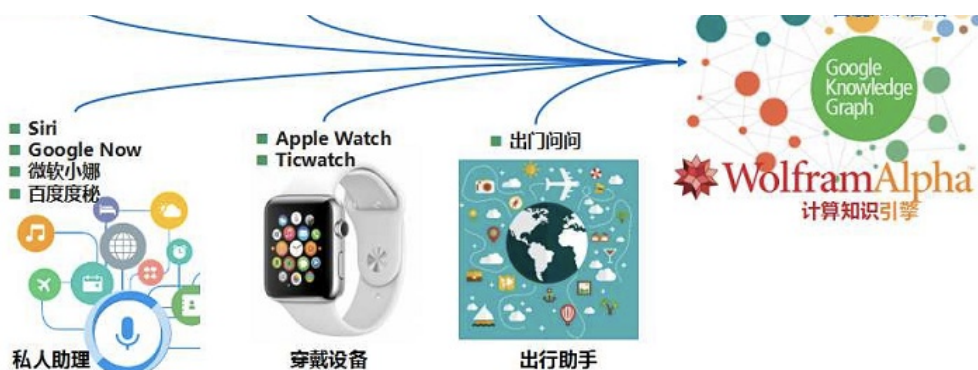 Siri
Google Now
微软小娜
百度度秘
私人助理
Apple Watch
Ticwatch
穿戴设备
出门问问
出行助手
Google
Knowledge
Graph
WolframAlpha
计算知识引擎